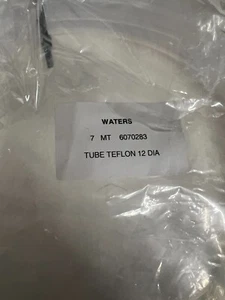 WATERS
7 MT 6070283
TUBE TEFLON 12 DIA